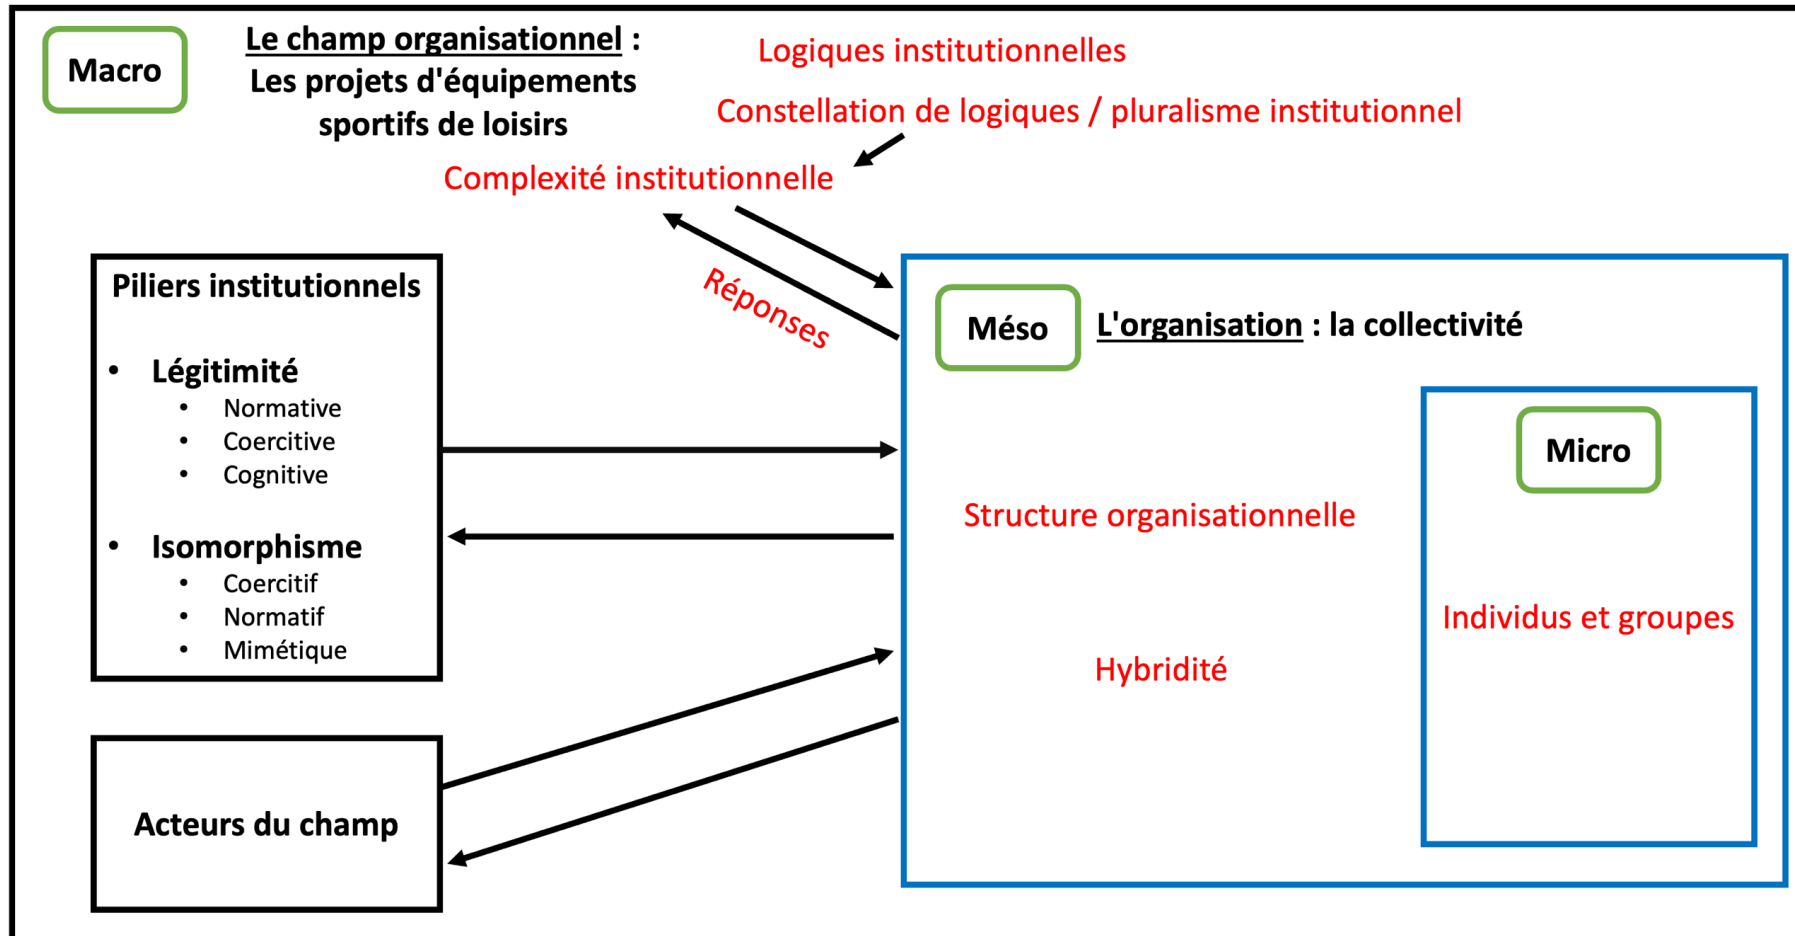 Macro
Le champ organisationnel :
Les projets d'équipements
sportifs de loisirs
Logiques institutionnelles
Constellation de logiques / pluralisme institutionnel
Complexité institutionnelle
Réponses
Piliers institutionnels
• Légitimité
• Normative
• Coercitive
• Cognitive
• Isomorphisme
• Coercitif
• Normatif
• Mimétique
Acteurs du champ
Méso
L'organisation : la collectivité
Structure organisationnelle
Hybridité
Micro
Individus et groupes